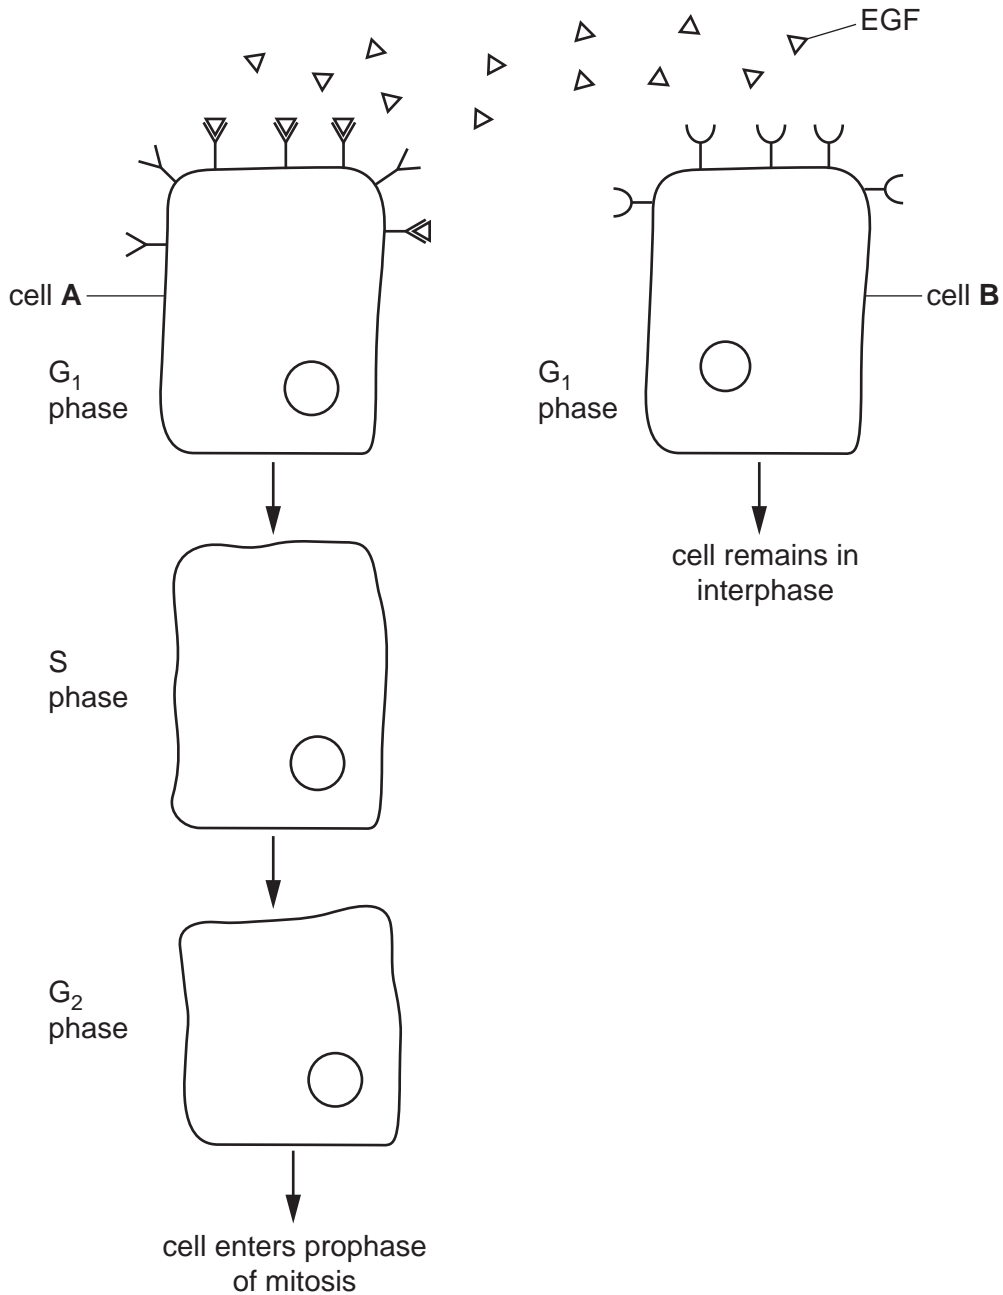 EGF
cell A
cell B
G₁
phase
G₁
phase
cell remains in
interphase
S
phase
G₂
phase
cell enters prophase
of mitosis